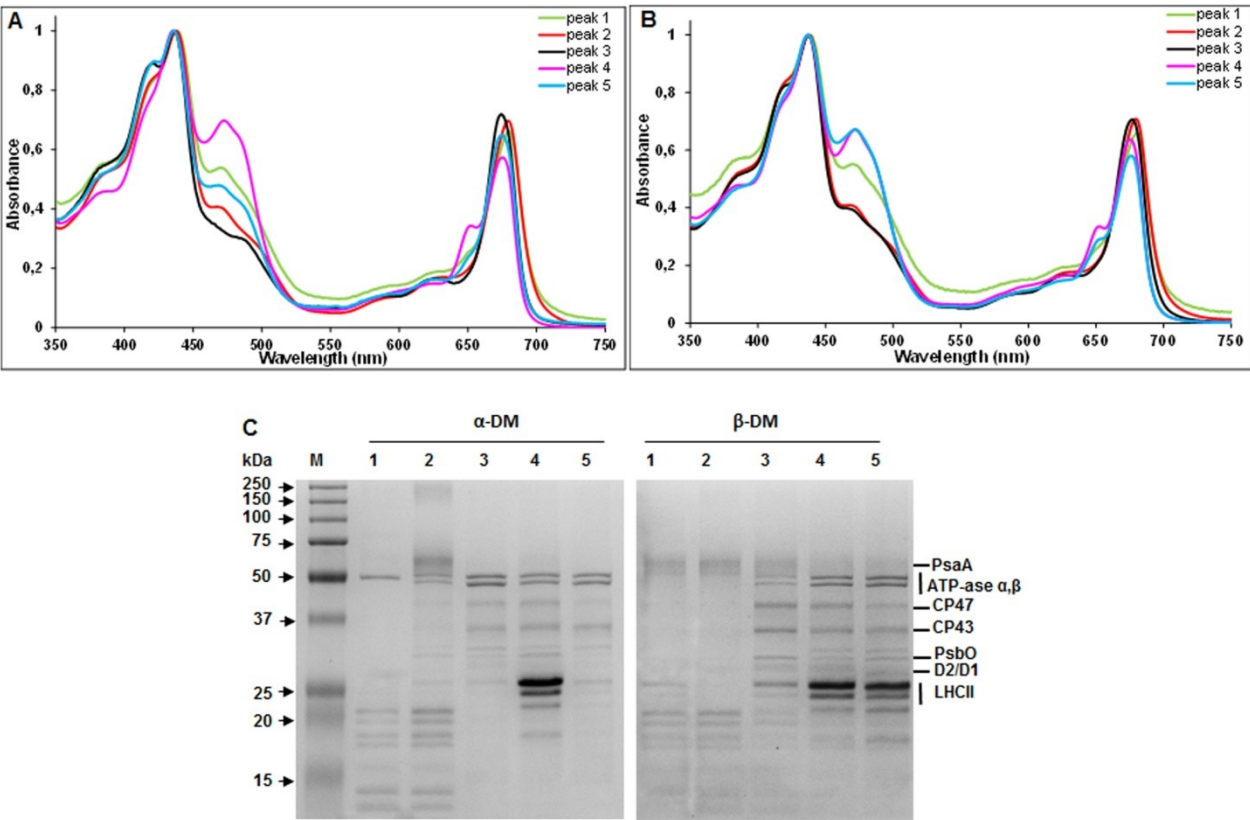 A
peak 1
peak 2
peak 3
peak 4
peak 5
1
0,8
0,6
0,4
0,2
0
Absorbance
350 400 450 500 550 600 650 700 750
Wavelength (nm)
B
peak 1
peak 2
peak 3
peak 4
peak 5
1
0,8
0,6
0,4
0,2
0
Absorbance
350 400 450 500 550 600 650 700 750
Wavelength (nm)
C
α-DM
β-DM
kDa M 1 2 3 4 5 1 2 3 4 5
250
150
100
75
50
37
25
20
15
PsaA
ATP-ase α,β
CP47
CP43
PsbO
D2/D1
LHCII